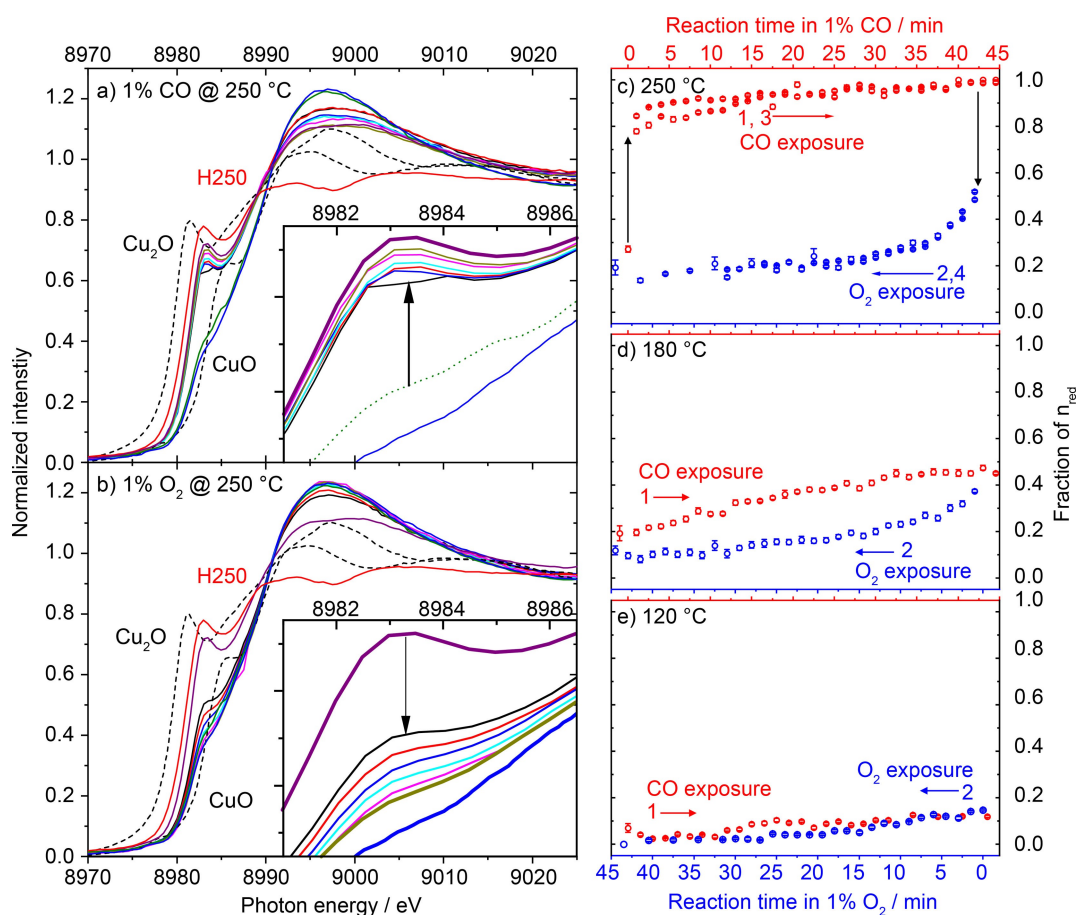 8970 8980 8990 9000 9010 9020
a) 1% CO @ 250 °C
1.2
1.0
0.8
0.6
0.4
0.2
0.0
H250
Cu2O
CuO
8982 8984 8986
b) 1% O2 @ 250 °C
1.2
1.0
0.8
0.6
0.4
0.2
0.0
H250
Cu2O
CuO
8982 8984 8986
8970 8980 8990 9000 9010 9020
Photon energy / eV
Normalized intenstiy
Reaction time in 1% CO / min
0 5 10 15 20 25 30 35 40 45
c) 250 °C
1, 3
CO exposure
2,4
O2 exposure
1.0
0.8
0.6
0.4
0.2
0.0
d) 180 °C
CO exposure
1
2
O2 exposure
1.0
0.8
0.6
0.4
0.2
0.0
e) 120 °C
CO exposure
1
O2 exposure
2
1.0
0.8
0.6
0.4
0.2
0.0
45 40 35 30 25 20 15 10 5 0
Reaction time in 1% O2 / min
Fraction of nred